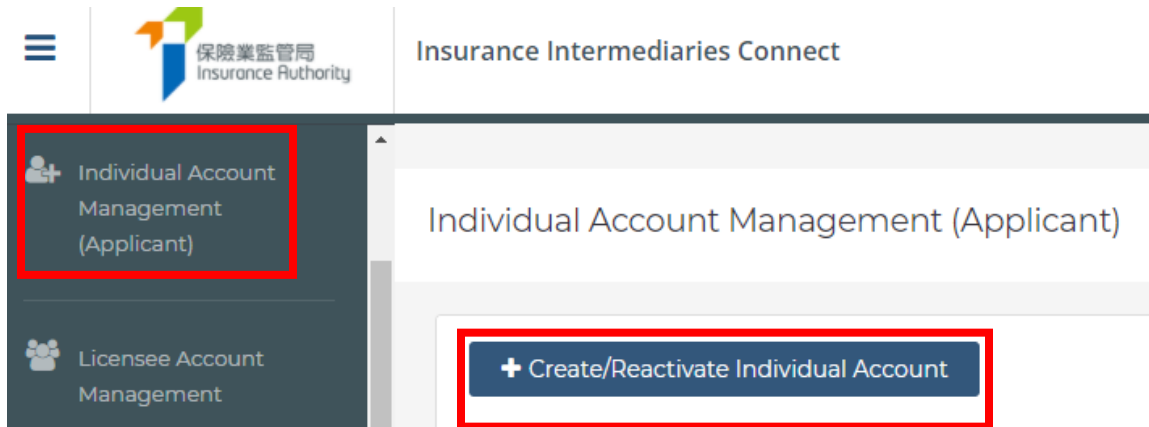 保險業監管局
Insurance Authority
Insurance Intermediaries Connect
Individual Account
Management
(Applicant)
Licensee Account
Management
Individual Account Management (Applicant)
+ Create/Reactivate Individual Account